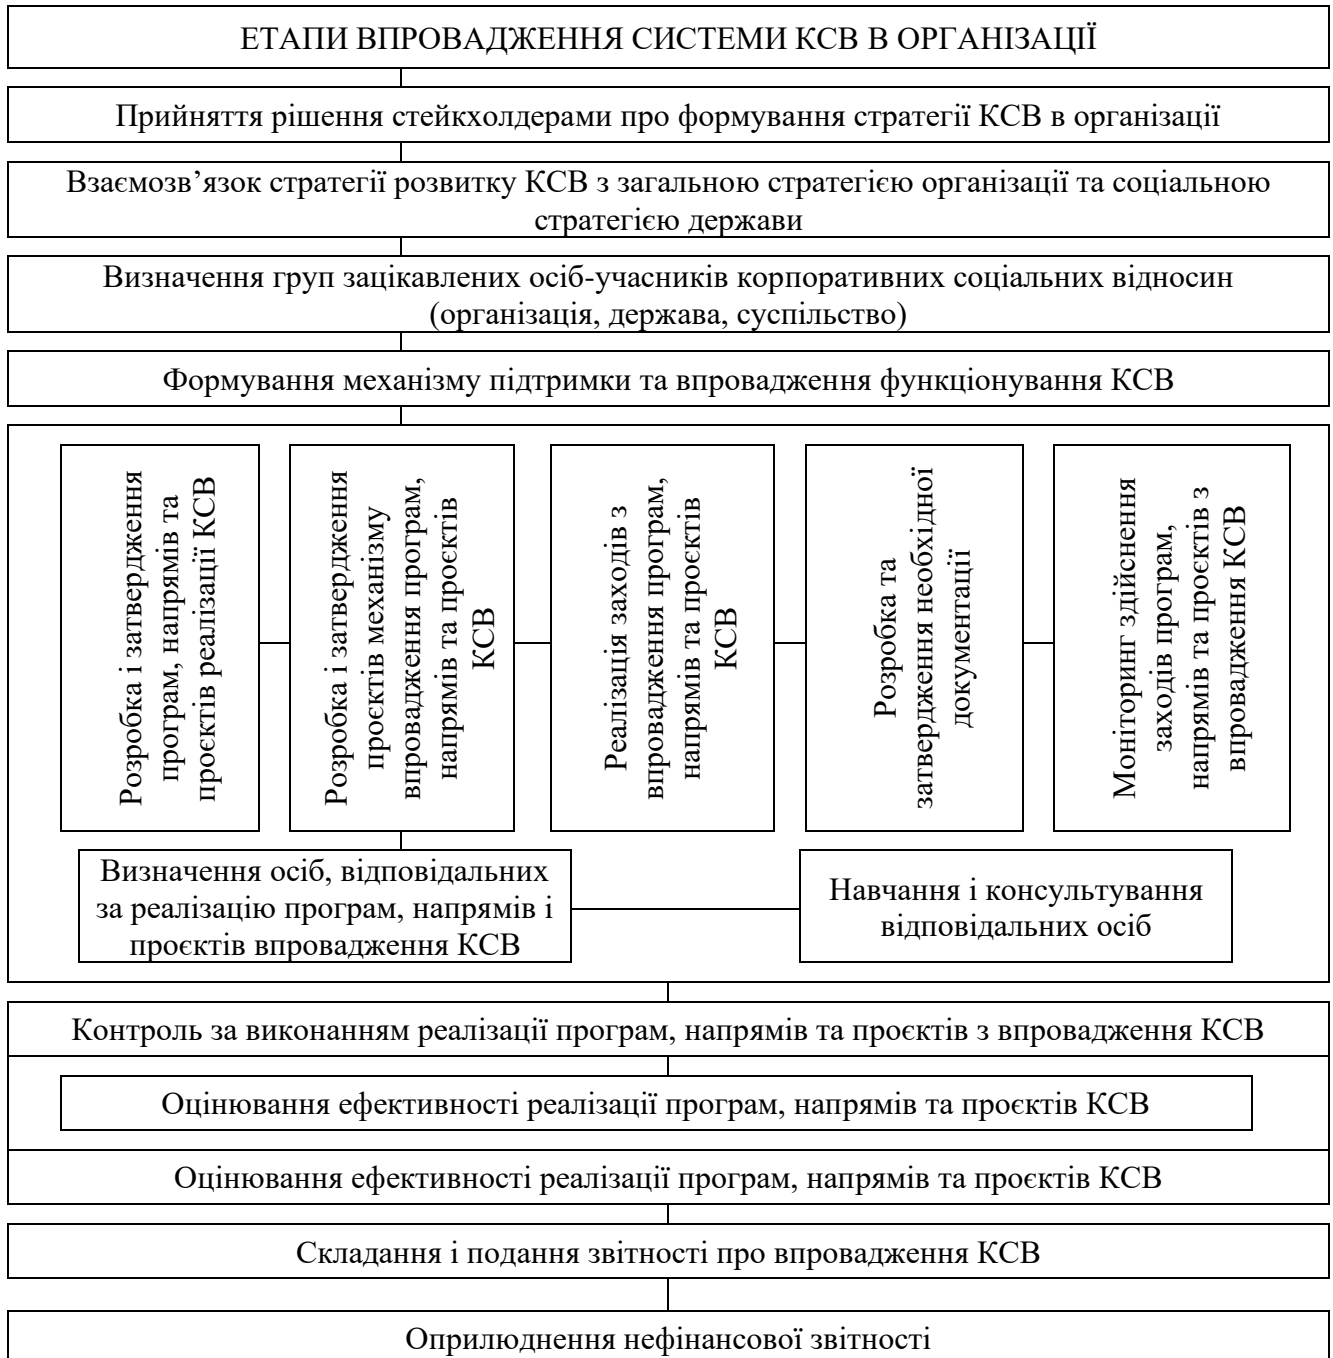 ЕТАПИ ВПРОВАДЖЕННЯ СИСТЕМИ КСВ В ОРГАНІЗАЦІЇ
Прийняття рішення стейкхолдерами про формування стратегії КСВ в організації
Взаємозв’язок стратегії розвитку КСВ з загальною стратегією організації та соціальною
стратегією держави
Визначення груп зацікавлених осіб-учасників корпоративних соціальних відносин
(організація, держава, суспільство)
Формування механізму підтримки та впровадження функціонування КСВ
Розробка і затвердження
програм, напрямів та
проєктів реалізації КСВ
Розробка і затвердження
проєктів механізму
впровадження програм,
напрямів та проєктів
КСВ
Реалізація заходів з
впровадження програм,
напрямів та проєктів
КСВ
Розробка та
затвердження необхідної
документації
Моніторинг здійснення
заходів програм,
напрямів та проєктів з
впровадження КСВ
Визначення осіб, відповідальних
за реалізацію програм, напрямів і
проєктів впровадження КСВ
Навчання і консультування
відповідальних осіб
Контроль за виконанням реалізації програм, напрямів та проєктів з впровадження КСВ
Оцінювання ефективності реалізації програм, напрямів та проєктів КСВ
Оцінювання ефективності реалізації програм, напрямів та проєктів КСВ
Складання і подання звітності про впровадження КСВ
Оприлюднення нефінансової звітності